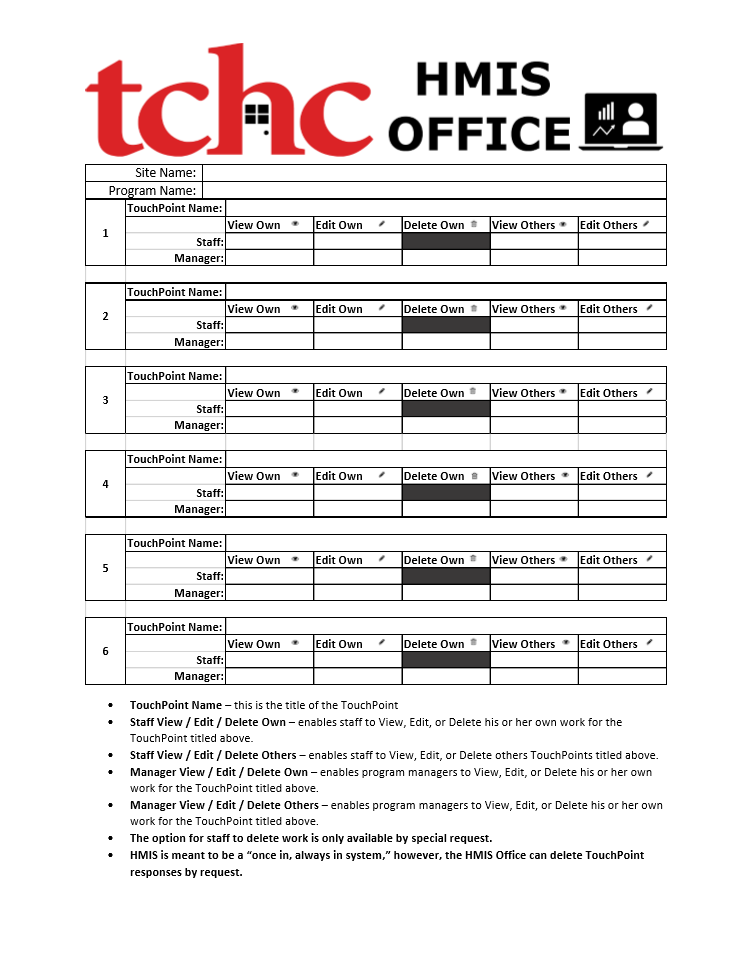 tchc HMIS
OFFICE
Site Name:
Program Name:
TouchPoint Name:
1 View Own Edit Own Delete Own View Others Edit Others
Staff:
Manager:
TouchPoint Name:
2 View Own Edit Own Delete Own View Others Edit Others
Staff:
Manager:
TouchPoint Name:
3 View Own Edit Own Delete Own View Others Edit Others
Staff:
Manager:
TouchPoint Name:
4 View Own Edit Own Delete Own View Others Edit Others
Staff:
Manager:
TouchPoint Name:
5 View Own Edit Own Delete Own View Others Edit Others
Staff:
Manager:
TouchPoint Name:
6 View Own Edit Own Delete Own View Others Edit Others
Staff:
Manager:
• TouchPoint Name – this is the title of the TouchPoint
• Staff View / Edit / Delete Own – enables staff to View, Edit, or Delete his or her own work for the
TouchPoint titled above.
• Staff View / Edit / Delete Others – enables staff to View, Edit, or Delete others TouchPoints titled above.
• Manager View / Edit / Delete Own – enables program managers to View, Edit, or Delete his or her own
work for the TouchPoint titled above.
• Manager View / Edit / Delete Others – enables program managers to View, Edit, or Delete his or her own
work for the TouchPoint titled above.
• The option for staff to delete work is only available by special request.
• HMIS is meant to be a “once in, always in system,” however, the HMIS Office can delete TouchPoint
responses by request.